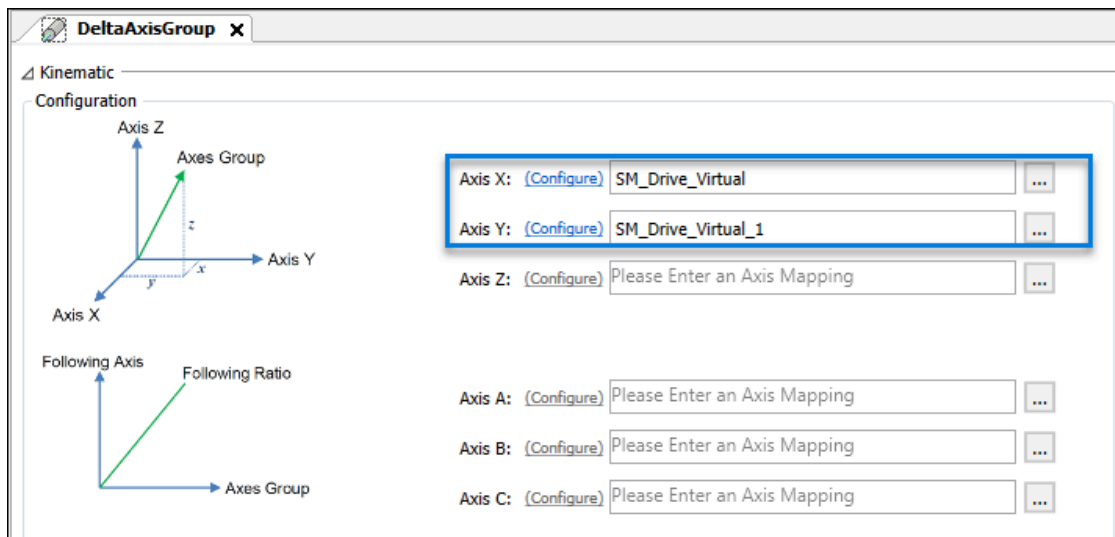 DeltaAxisGroup X
Kinematic
Configuration
Axis Z
Axes Group
z
Axis Y
x
y
Axis X
Axis X: (Configure) SM_Drive_Virtual ...
Axis Y: (Configure) SM_Drive_Virtual_1 ...
Axis Z: (Configure) Please Enter an Axis Mapping ...
Following Axis
Following Ratio
Axes Group
Axis A: (Configure) Please Enter an Axis Mapping ...
Axis B: (Configure) Please Enter an Axis Mapping ...
Axis C: (Configure) Please Enter an Axis Mapping ...